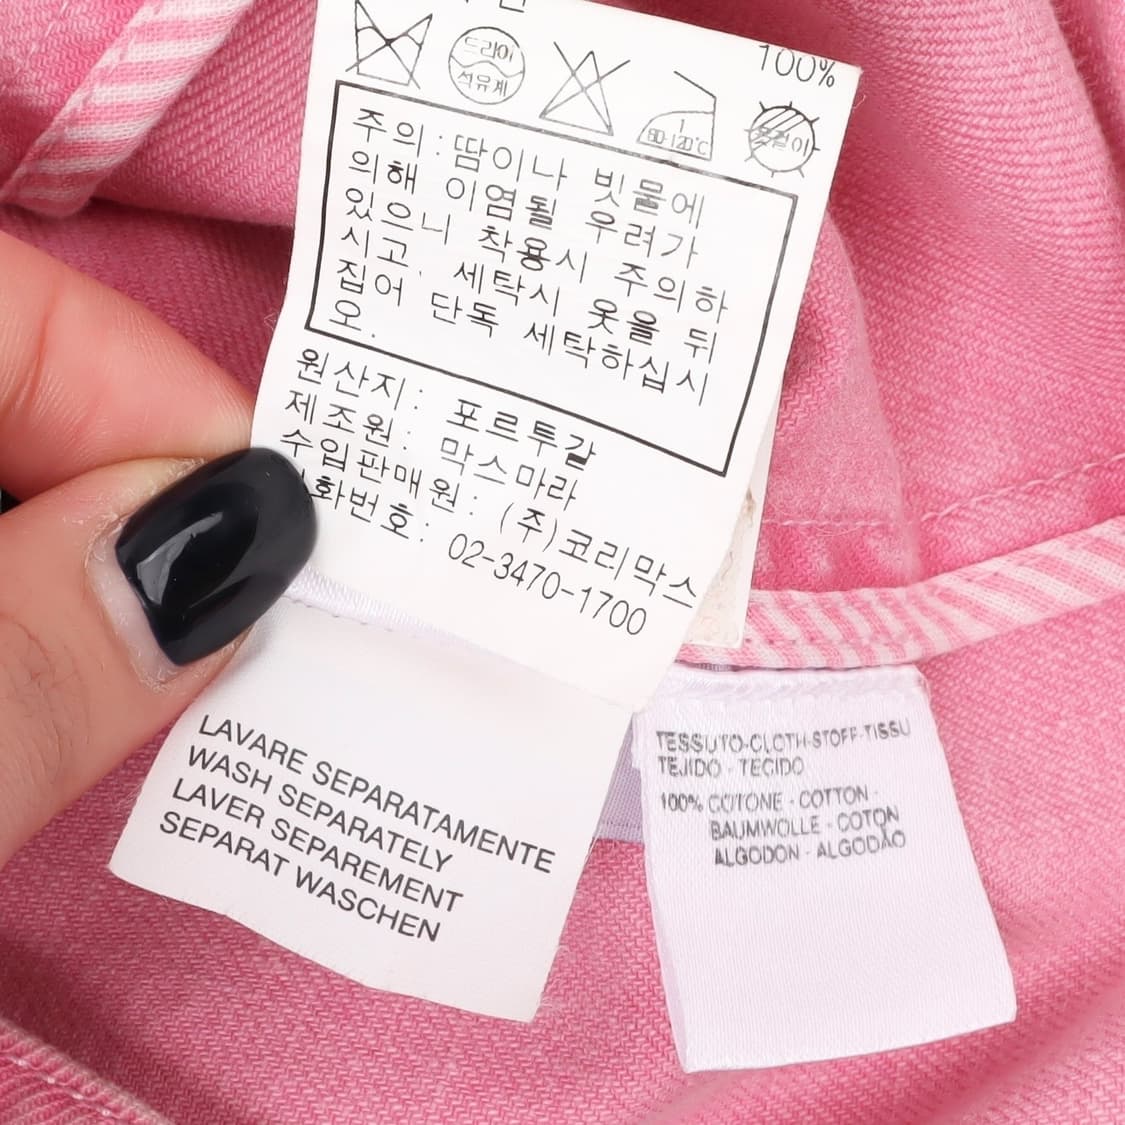 100%
드라이
석유계
1
80-120℃
옷걸이
주의: 땀이나 빗물에
의해 이염될 우려가
있으니 착용시 주의하
시고, 세탁시 옷을 뒤
집어 단독 세탁하십시
오.
원산지: 포르투갈
제조원: 막스마라
수입판매원: (주)코리막스
화번호: 02-3470-1700
LAVARE SEPARATAMENTE
WASH SEPARATELY
LAVER SEPAREMENT
SEPARAT WASCHEN
TESSUTO-CLOTH-STOFF-TISSU
TEJIDO - TECIDO
100% COTONE - COTTON -
BAUMWOLLE - COTON
ALGODON - ALGODÃO